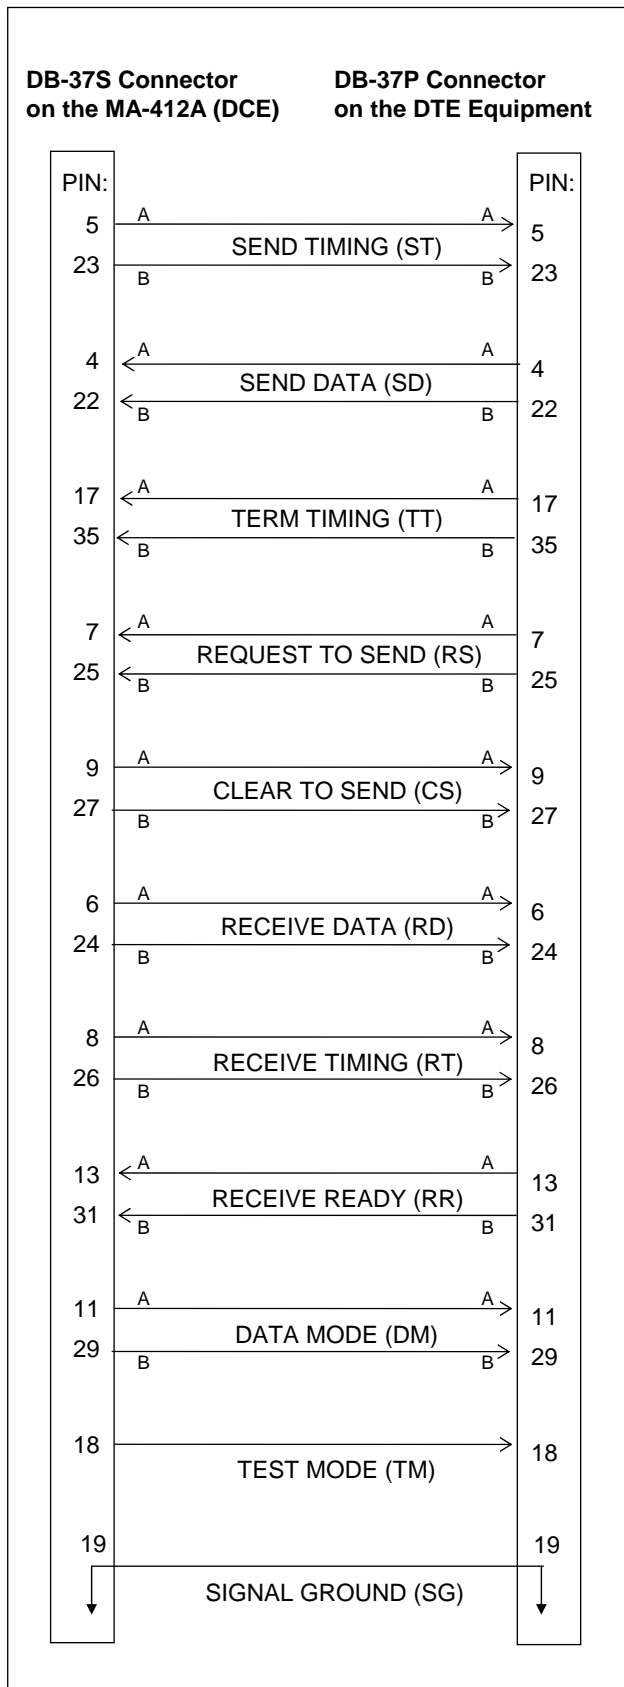 DB-37S Connector
on the MA-412A (DCE)
DB-37P Connector
on the DTE Equipment
PIN: PIN:
5 A A 5
SEND TIMING (ST)
23 B B 23
4 A A 4
SEND DATA (SD)
22 B B 22
17 A A 17
TERM TIMING (TT)
35 B B 35
7 A A 7
REQUEST TO SEND (RS)
25 B B 25
9 A A 9
CLEAR TO SEND (CS)
27 B B 27
6 A A 6
RECEIVE DATA (RD)
24 B B 24
8 A A 8
RECEIVE TIMING (RT)
26 B B 26
13 A A 13
RECEIVE READY (RR)
31 B B 31
11 A A 11
DATA MODE (DM)
29 B B 29
18 18
TEST MODE (TM)
19 19
SIGNAL GROUND (SG)